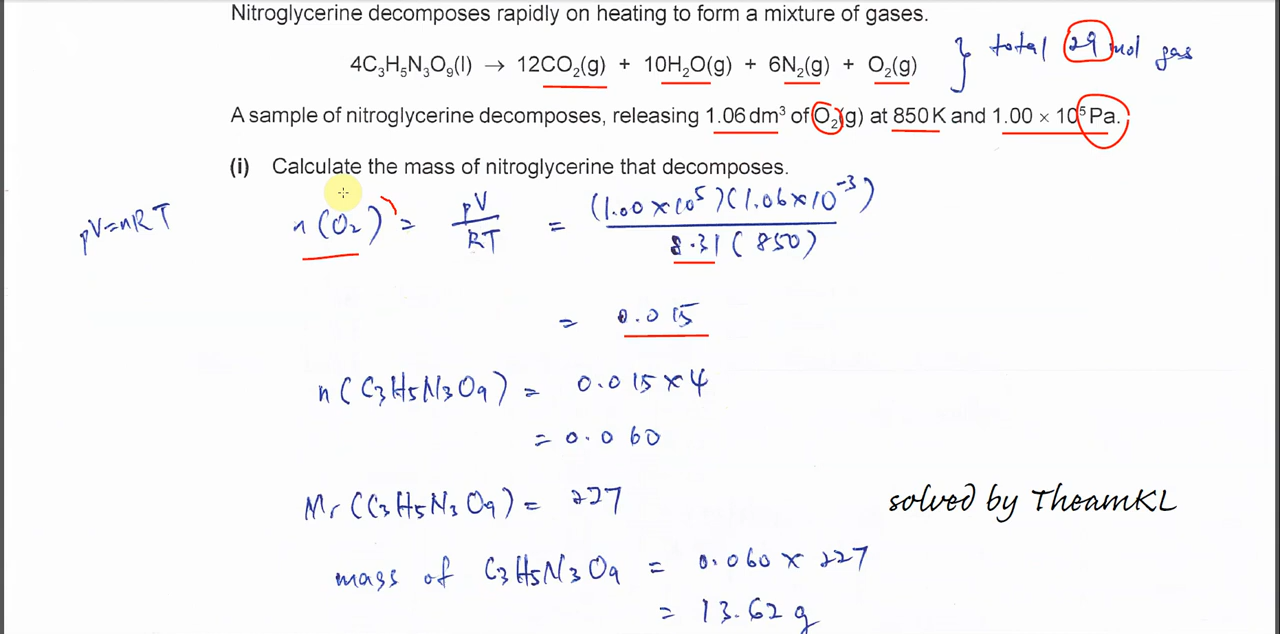 Nitroglycerine decomposes rapidly on heating to form a mixture of gases.
4C₃H₅N₃O₉(l) → 12CO₂(g) + 10H₂O(g) + 6N₂(g) + O₂(g) } total 29 mol gas
A sample of nitroglycerine decomposes, releasing 1.06 dm³ of O₂(g) at 850 K and 1.00 × 10⁵ Pa.
(i) Calculate the mass of nitroglycerine that decomposes.
pV=nRT n(O₂) = pV/RT = (1.00×10⁵)(1.06×10⁻³)/8.31(850)
= 0.015
n(C₃H₅N₃O₉) = 0.015×4
= 0.060
Mr(C₃H₅N₃O₉) = 227
solved by TheamKL
mass of C₃H₅N₃O₉ = 0.060 × 227
= 13.62 g